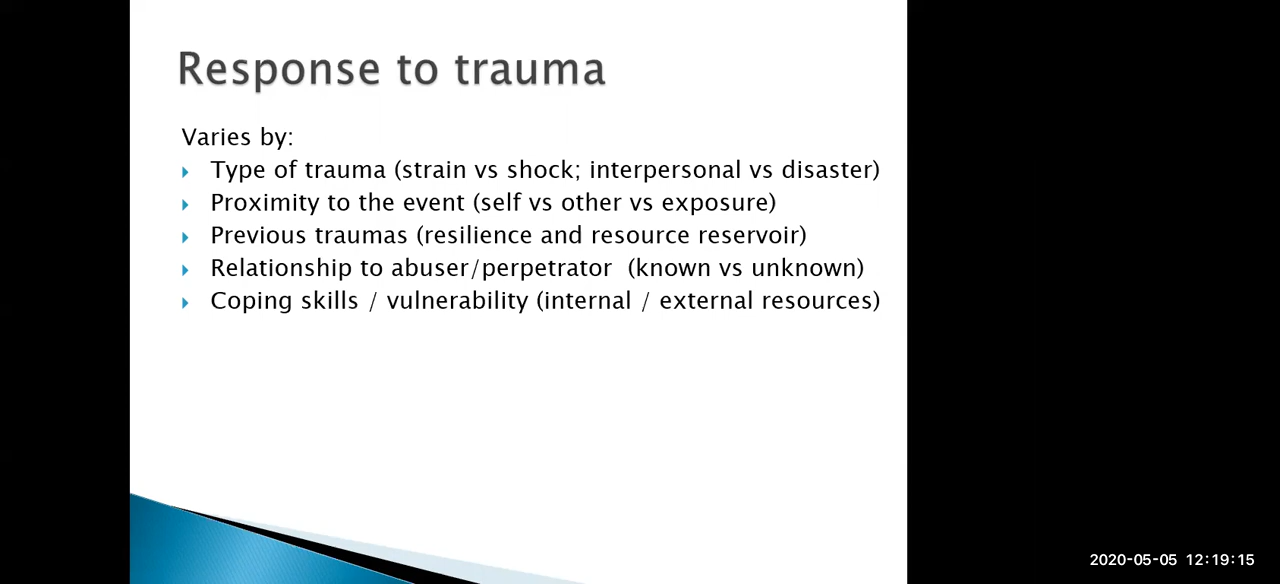 Response to trauma
Varies by:
Type of trauma (strain vs shock; interpersonal vs disaster)
Proximity to the event (self vs other vs exposure)
Previous traumas (resilience and resource reservoir)
Relationship to abuser/perpetrator  (known vs unknown)
Coping skills / vulnerability (internal / external resources)
2020-05-05 12:19:15